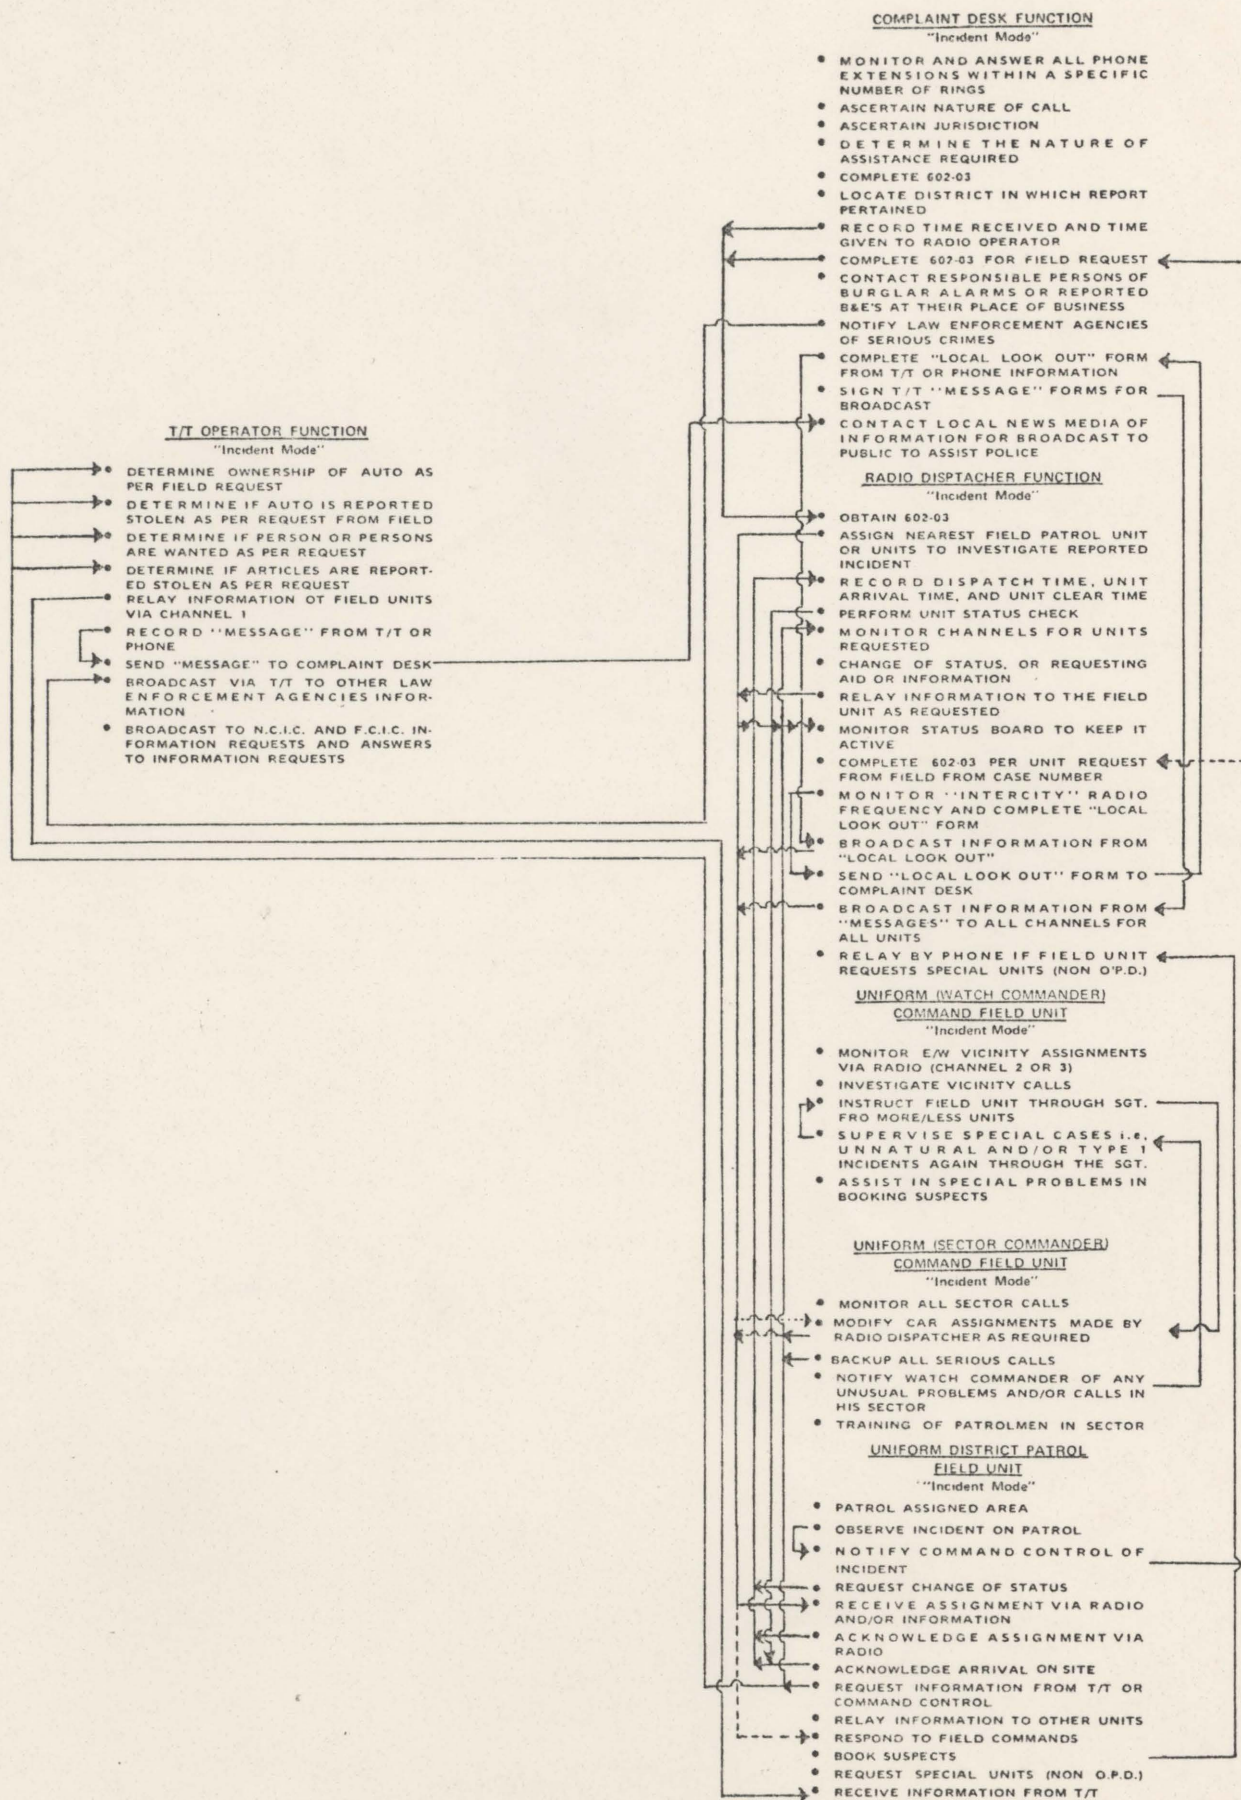 T/T OPERATOR FUNCTION
"Incident Mode"
• DETERMINE OWNERSHIP OF AUTO AS
PER FIELD REQUEST
• DETERMINE IF AUTO IS REPORTED
STOLEN AS PER REQUEST FROM FIELD
• DETERMINE IF PERSON OR PERSONS
ARE WANTED AS PER REQUEST
• DETERMINE IF ARTICLES ARE REPORT-
ED STOLEN AS PER REQUEST
• RELAY INFORMATION OT FIELD UNITS
VIA CHANNEL 1
• RECORD "MESSAGE" FROM T/T OR
PHONE
• SEND "MESSAGE" TO COMPLAINT DESK
• BROADCAST VIA T/T TO OTHER LAW
ENFORCEMENT AGENCIES INFOR-
MATION
• BROADCAST TO N.C.I.C. AND F.C.I.C. IN-
FORMATION REQUESTS AND ANSWERS
TO INFORMATION REQUESTS
COMPLAINT DESK FUNCTION
"Incident Mode"
• MONITOR AND ANSWER ALL PHONE
EXTENSIONS WITHIN A SPECIFIC
NUMBER OF RINGS
• ASCERTAIN NATURE OF CALL
• ASCERTAIN JURISDICTION
• DETERMINE THE NATURE OF
ASSISTANCE REQUIRED
• COMPLETE 602-03
• LOCATE DISTRICT IN WHICH REPORT
PERTAINED
• RECORD TIME RECEIVED AND TIME
GIVEN TO RADIO OPERATOR
• COMPLETE 602-03 FOR FIELD REQUEST
• CONTACT RESPONSIBLE PERSONS OF
BURGLAR ALARMS OR REPORTED
B&E'S AT THEIR PLACE OF BUSINESS
• NOTIFY LAW ENFORCEMENT AGENCIES
OF SERIOUS CRIMES
• COMPLETE "LOCAL LOOK OUT" FORM
FROM T/T OR PHONE INFORMATION
• SIGN T/T "MESSAGE" FORMS FOR
BROADCAST
• CONTACT LOCAL NEWS MEDIA OF
INFORMATION FOR BROADCAST TO
PUBLIC TO ASSIST POLICE
RADIO DISPTACHER FUNCTION
"Incident Mode"
• OBTAIN 602-03
• ASSIGN NEAREST FIELD PATROL UNIT
OR UNITS TO INVESTIGATE REPORTED
INCIDENT
• RECORD DISPATCH TIME, UNIT
ARRIVAL TIME, AND UNIT CLEAR TIME
• PERFORM UNIT STATUS CHECK
• MONITOR CHANNELS FOR UNITS
REQUESTED
• CHANGE OF STATUS, OR REQUESTING
AID OR INFORMATION
• RELAY INFORMATION TO THE FIELD
UNIT AS REQUESTED
• MONITOR STATUS BOARD TO KEEP IT
ACTIVE
• COMPLETE 602-03 PER UNIT REQUEST
FROM FIELD FROM CASE NUMBER
• MONITOR "INTERCITY" RADIO
FREQUENCY AND COMPLETE "LOCAL
LOOK OUT" FORM
• BROADCAST INFORMATION FROM
"LOCAL LOOK OUT"
• SEND "LOCAL LOOK OUT" FORM TO
COMPLAINT DESK
• BROADCAST INFORMATION FROM
"MESSAGES" TO ALL CHANNELS FOR
ALL UNITS
• RELAY BY PHONE IF FIELD UNIT
REQUESTS SPECIAL UNITS (NON O'P.D.)
UNIFORM (WATCH COMMANDER)
COMMAND FIELD UNIT
"Incident Mode"
• MONITOR E/W VICINITY ASSIGNMENTS
VIA RADIO (CHANNEL 2 OR 3)
• INVESTIGATE VICINITY CALLS
• INSTRUCT FIELD UNIT THROUGH SGT.
FRO MORE/LESS UNITS
• SUPERVISE SPECIAL CASES i.e,
UNNATURAL AND/OR TYPE 1
INCIDENTS AGAIN THROUGH THE SGT.
• ASSIST IN SPECIAL PROBLEMS IN
BOOKING SUSPECTS
UNIFORM (SECTOR COMMANDER)
COMMAND FIELD UNIT
"Incident Mode"
• MONITOR ALL SECTOR CALLS
• MODIFY CAR ASSIGNMENTS MADE BY
RADIO DISPATCHER AS REQUIRED
• BACKUP ALL SERIOUS CALLS
• NOTIFY WATCH COMMANDER OF ANY
UNUSUAL PROBLEMS AND/OR CALLS IN
HIS SECTOR
• TRAINING OF PATROLMEN IN SECTOR
UNIFORM DISTRICT PATROL
FIELD UNIT
"Incident Mode"
• PATROL ASSIGNED AREA
• OBSERVE INCIDENT ON PATROL
• NOTIFY COMMAND CONTROL OF
INCIDENT
• REQUEST CHANGE OF STATUS
• RECEIVE ASSIGNMENT VIA RADIO
AND/OR INFORMATION
• ACKNOWLEDGE ASSIGNMENT VIA
RADIO
• ACKNOWLEDGE ARRIVAL ON SITE
• REQUEST INFORMATION FROM T/T OR
COMMAND CONTROL
• RELAY INFORMATION TO OTHER UNITS
• RESPOND TO FIELD COMMANDS
• BOOK SUSPECTS
• REQUEST SPECIAL UNITS (NON O.P.D.)
• RECEIVE INFORMATION FROM T/T